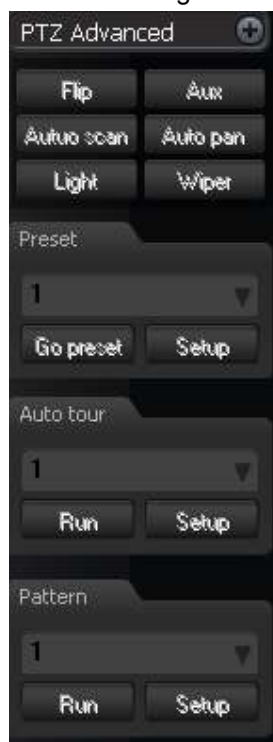 PTZ Advanced
Flip Aux
Autuo scan Auto pan
Light Wiper
Preset
1
Go preset Setup
Auto tour
1
Run Setup
Pattern
1
Run Setup